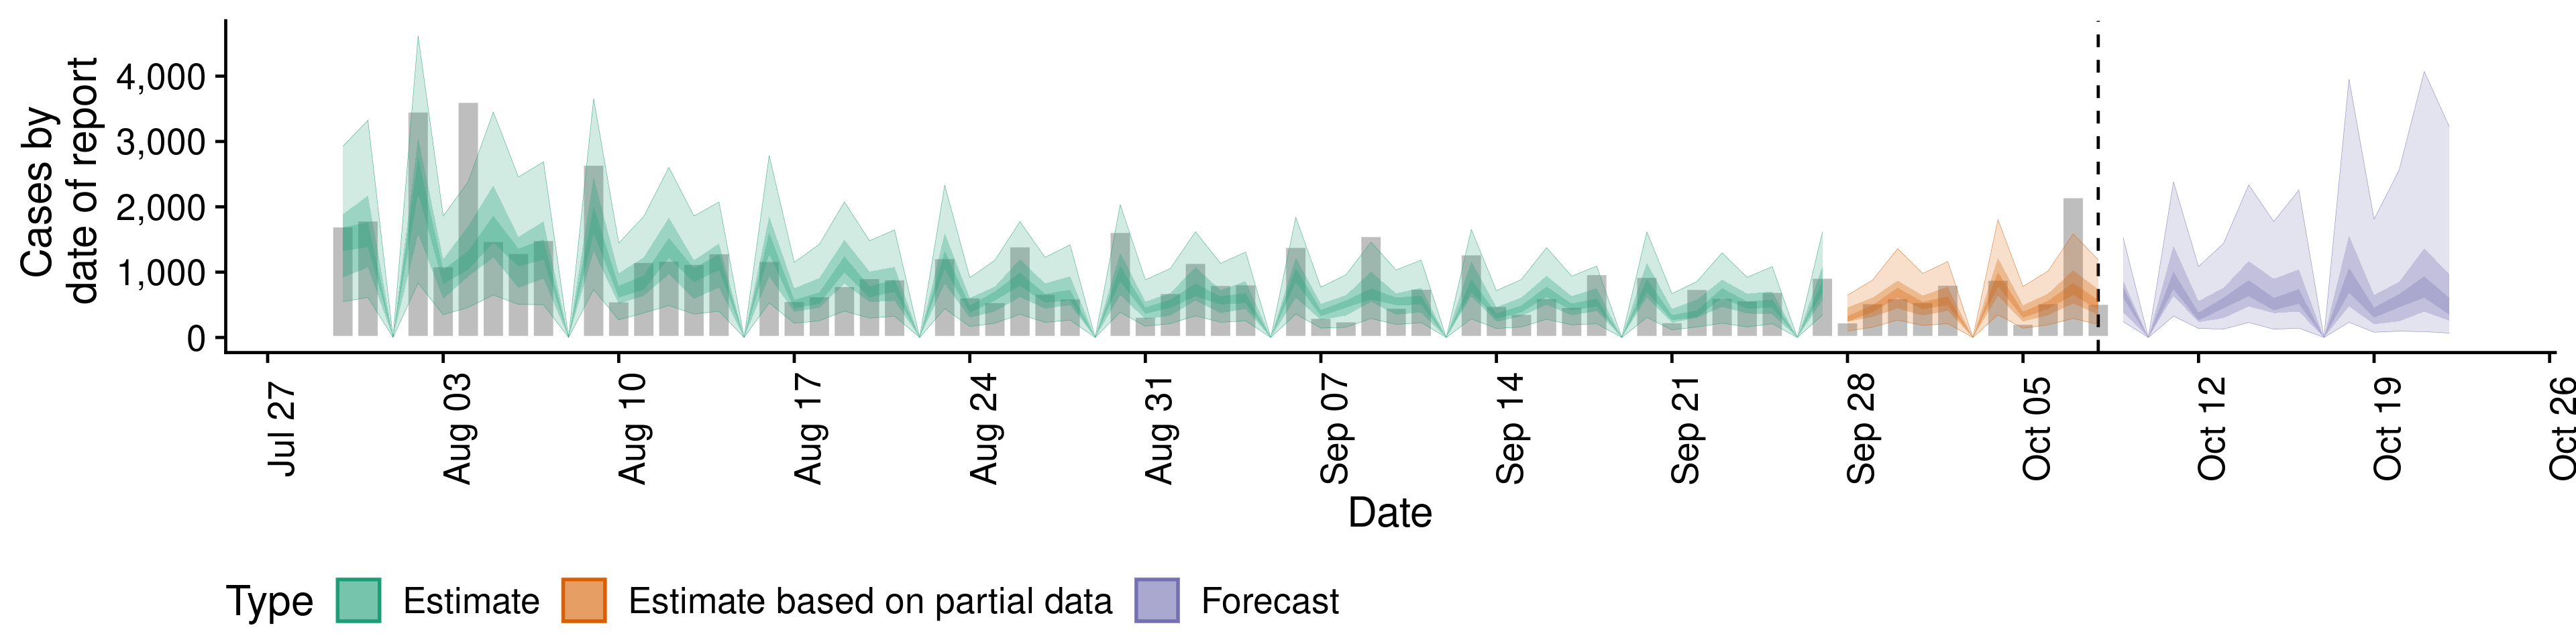 Cases by
date of report
4,000
3,000
2,000
1,000
0
Jul 27
Aug 03
Aug 10
Aug 17
Aug 24
Aug 31
Sep 07
Sep 14
Sep 21
Sep 28
Oct 05
Oct 12
Oct 19
Oct 26
Date
Type
Estimate
Estimate based on partial data
Forecast